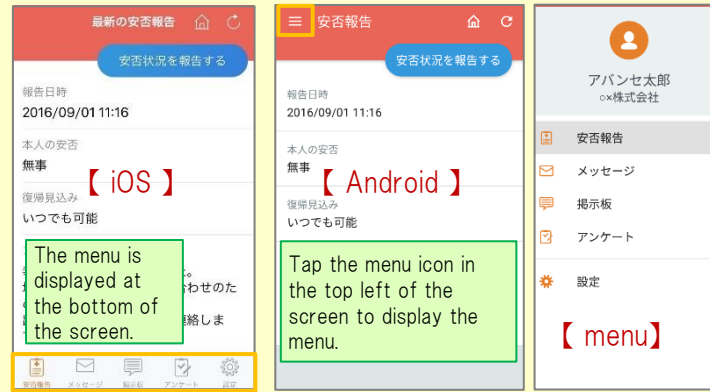 最新の安否報告
安否状況を報告する
報告日時
2016/09/01 11:16
本人の安否
無事
【 iOS 】
復帰見込み
いつでも可能
The menu is
displayed at
the bottom of
the screen.
。
わせのた
絡しま
安否報告 メッセージ 掲示板 アンケート 設定
安否報告
安否状況を報告する
報告日時
2016/09/01 11:16
本人の安否
無事
【 Android 】
復帰見込み
いつでも可能
Tap the menu icon in
the top left of the
screen to display the
menu.
アバンセ太郎
○×株式会社
安否報告
メッセージ
掲示板
アンケート
設定
【 menu】